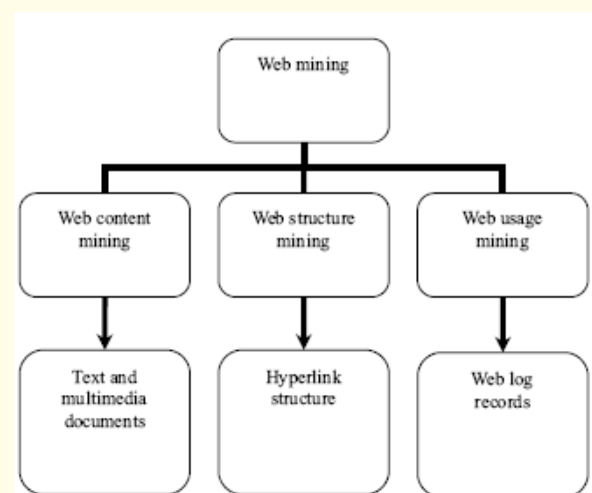 Web mining
Web content
mining
Web structure
mining
Web usage
mining
Text and
multimedia
documents
Hyperlink
structure
Web log
records